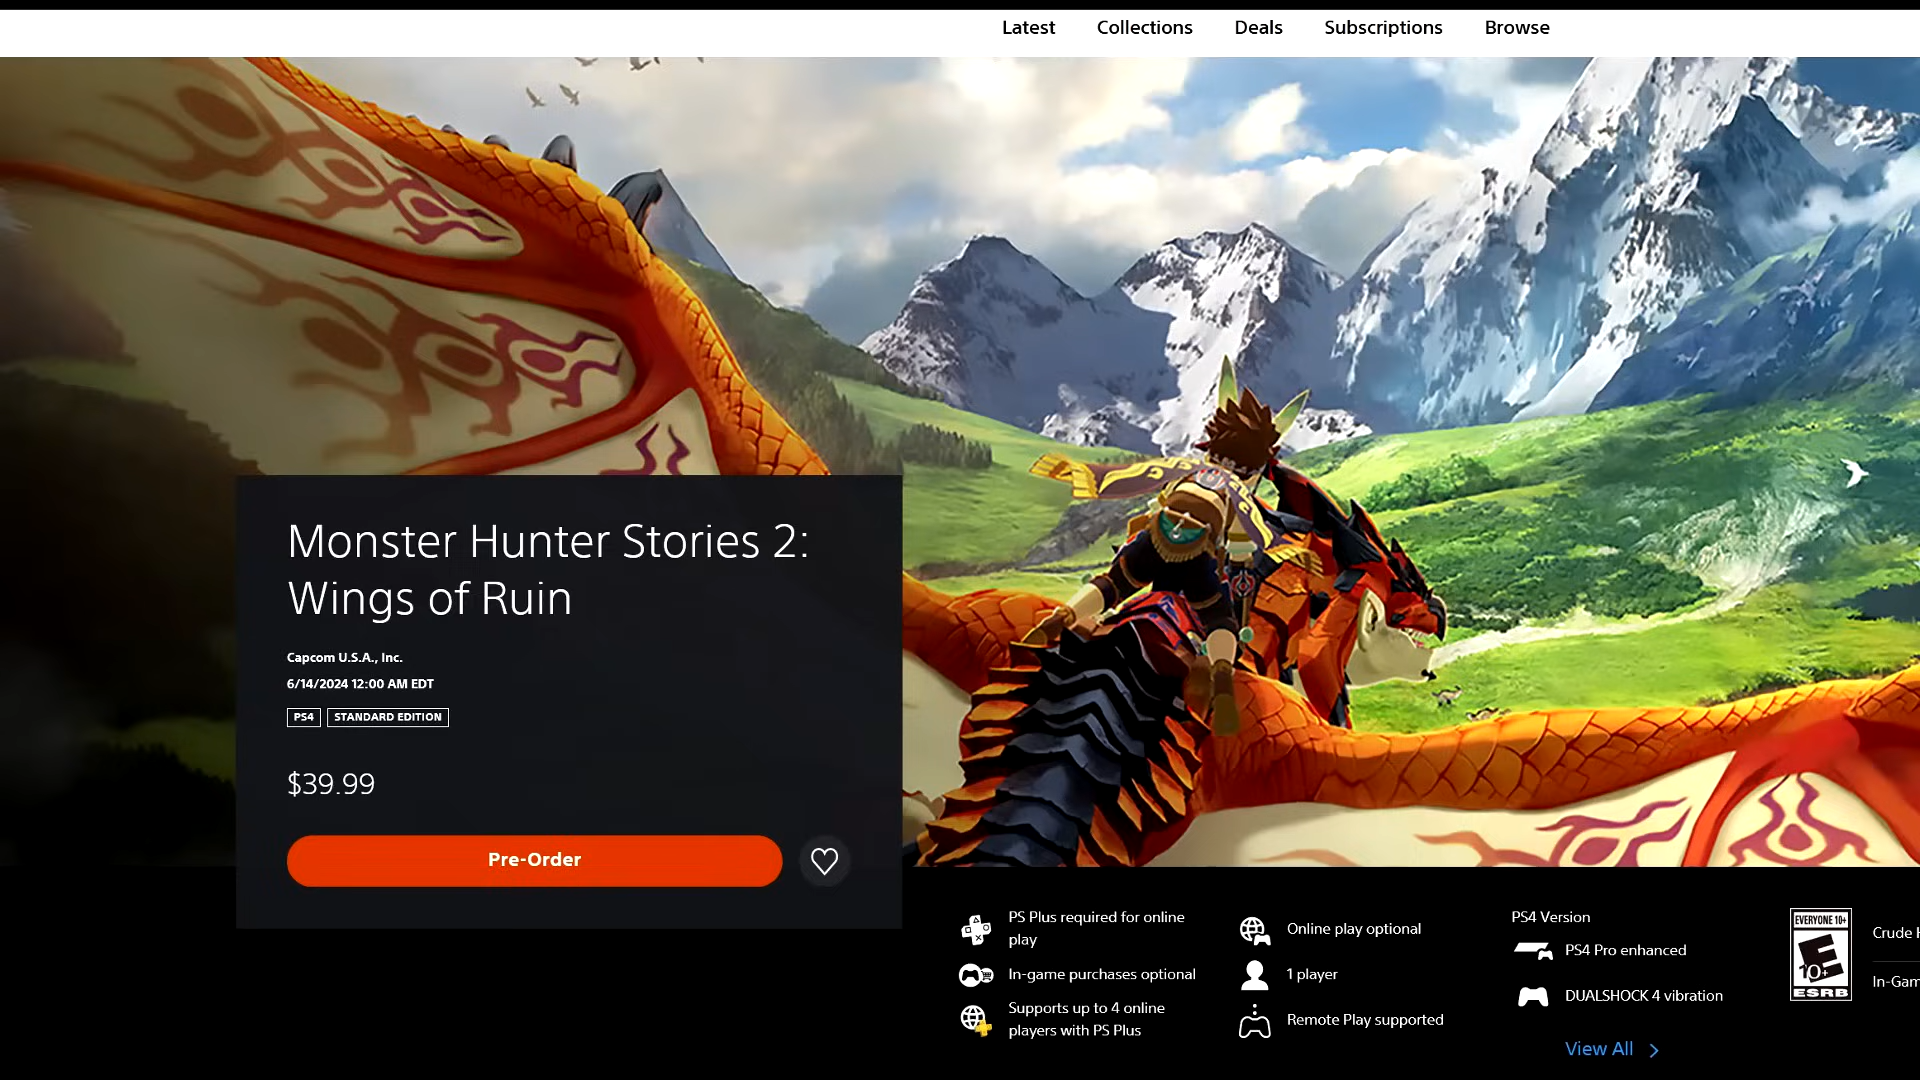 Latest Collections Deals Subscriptions Browse
Monster Hunter Stories 2:
Wings of Ruin
Capcom U.S.A., Inc.
6/14/2024 12:00 AM EDT
PS4 STANDARD EDITION
$39.99
Pre-Order
PS Plus required for online
play
In-game purchases optional
Supports up to 4 online
players with PS Plus
Online play optional
1 player
Remote Play supported
PS4 Version
PS4 Pro enhanced
DUALSHOCK 4 vibration
View All
EVERYONE 10+
E
10+
ESRB
Crude